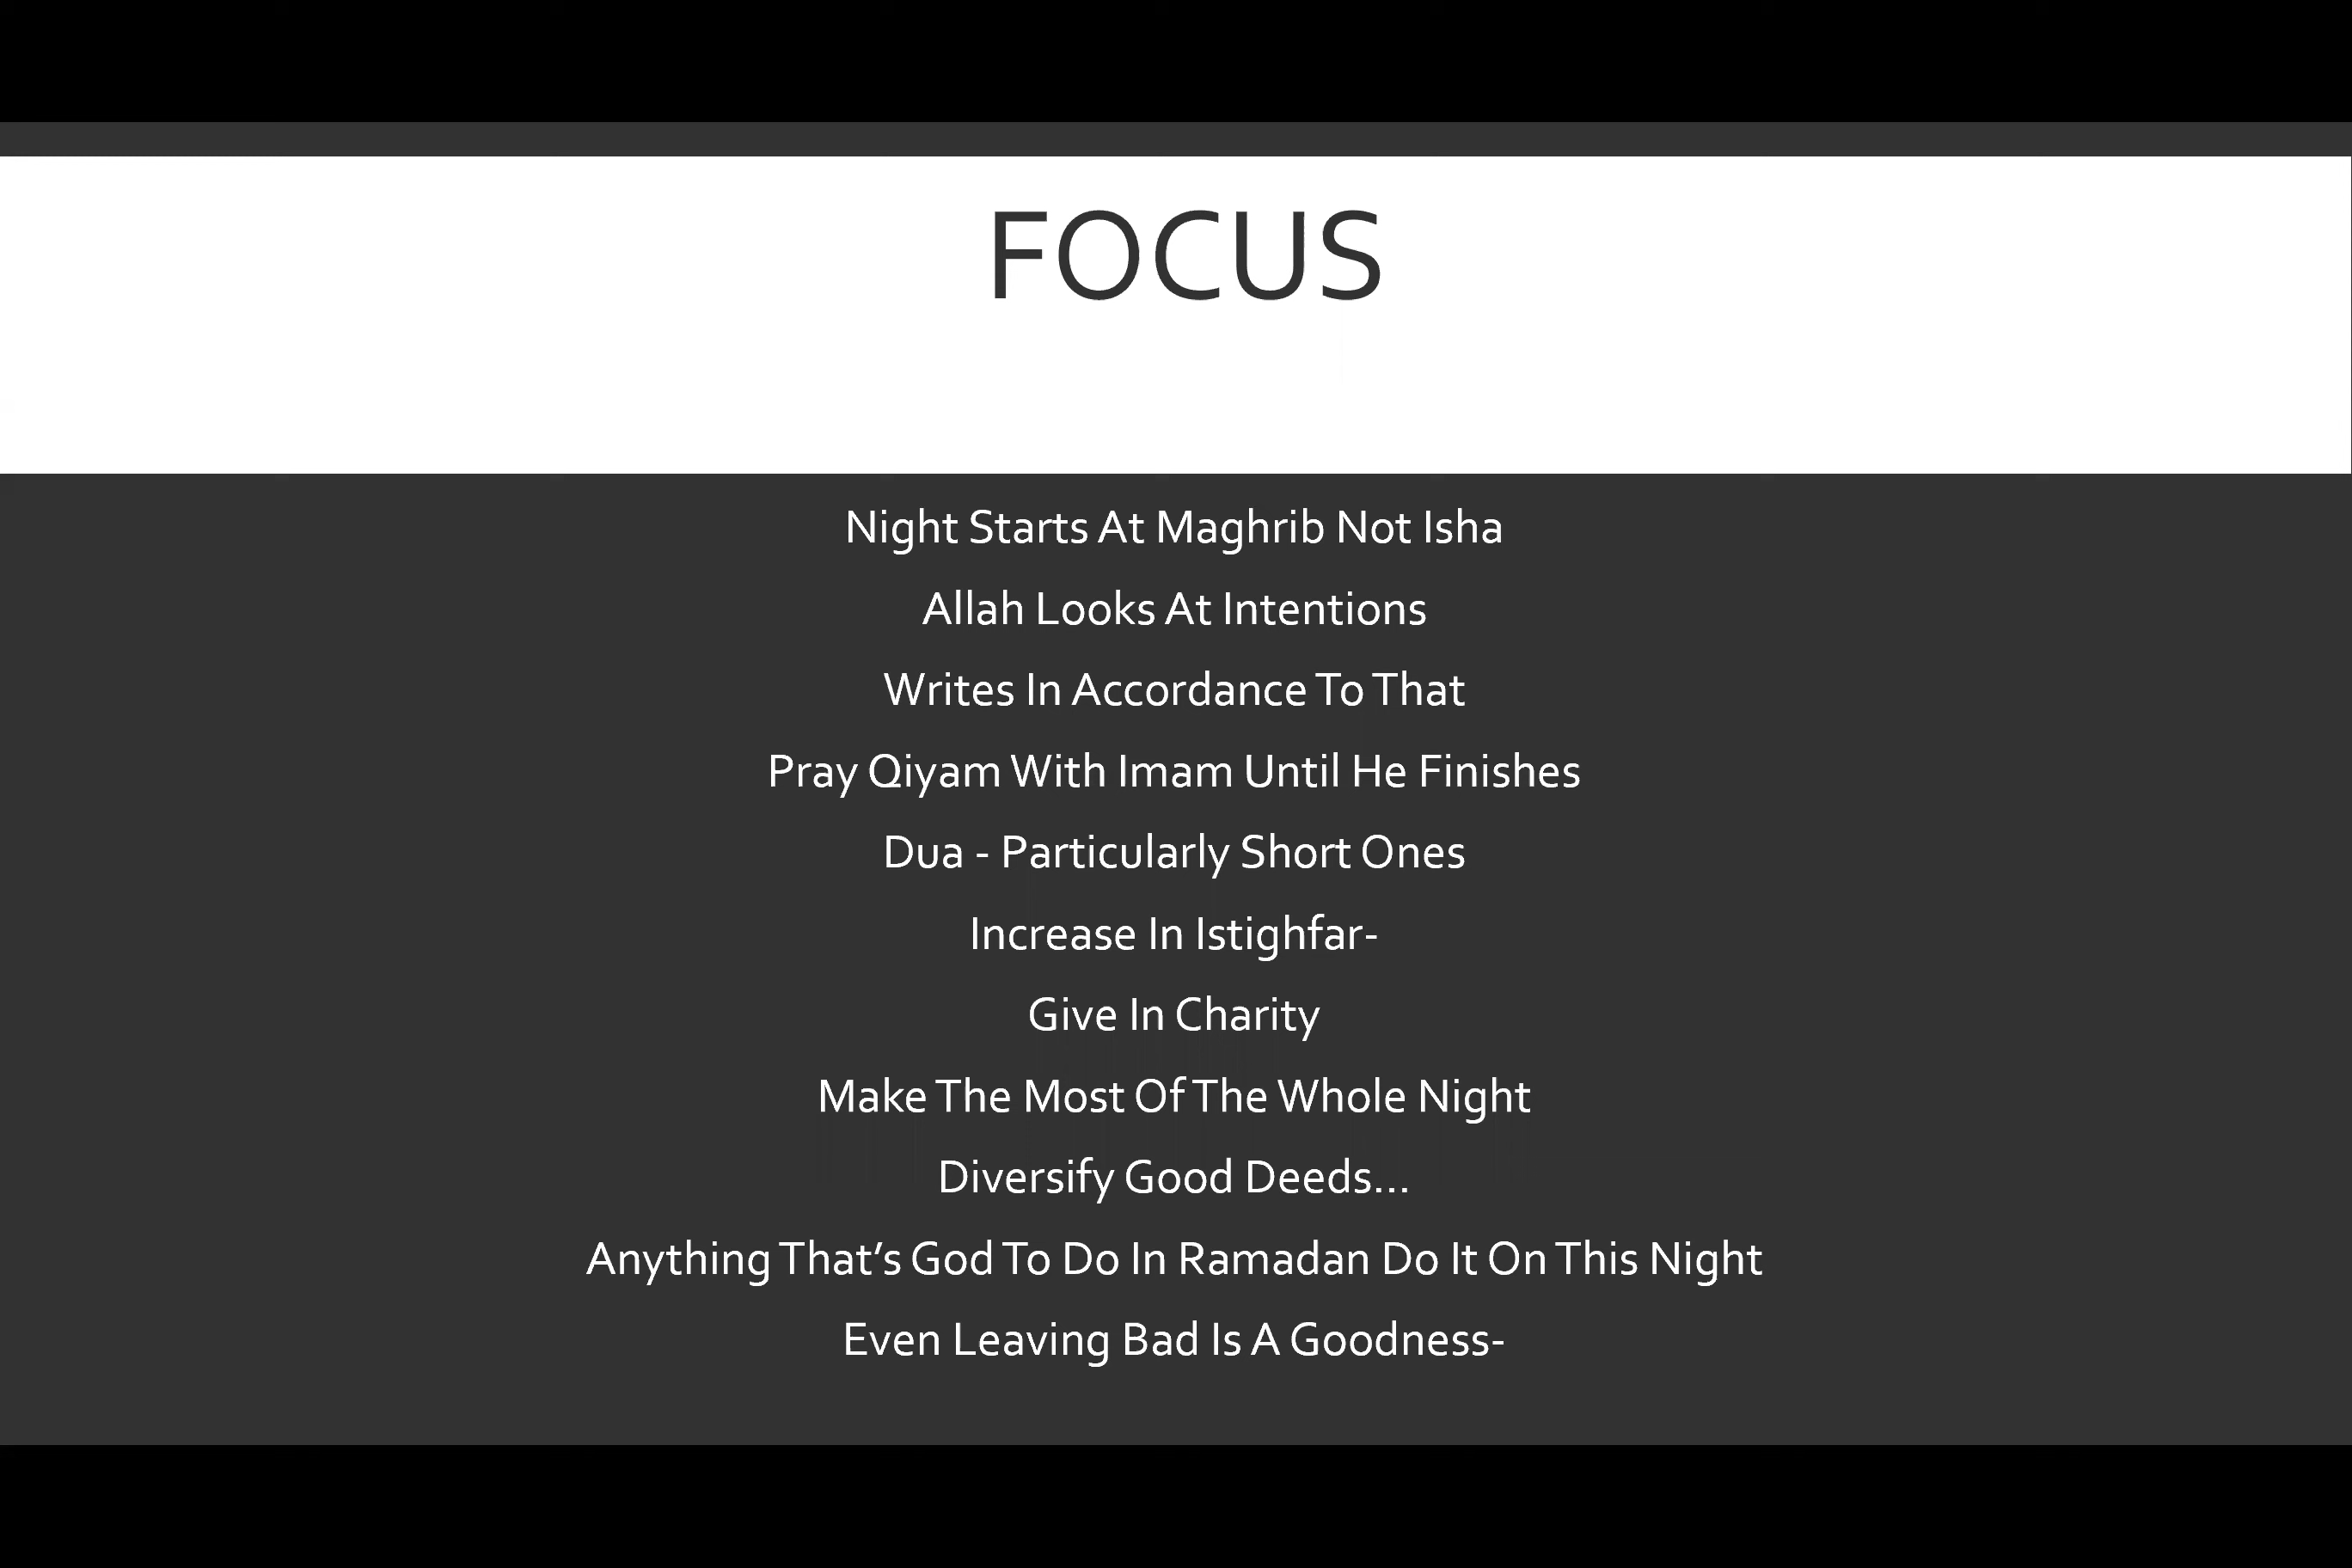 FOCUS
Night Starts At Maghrib Not Isha
Allah Looks At Intentions
Writes In Accordance To That
Pray Qiyam With Imam Until He Finishes
Dua - Particularly Short Ones
Increase In Istighfar-
Give In Charity
Make The Most Of The Whole Night
Diversify Good Deeds...
Anything That's God To Do In Ramadan Do It On This Night
Even Leaving Bad Is A Goodness-